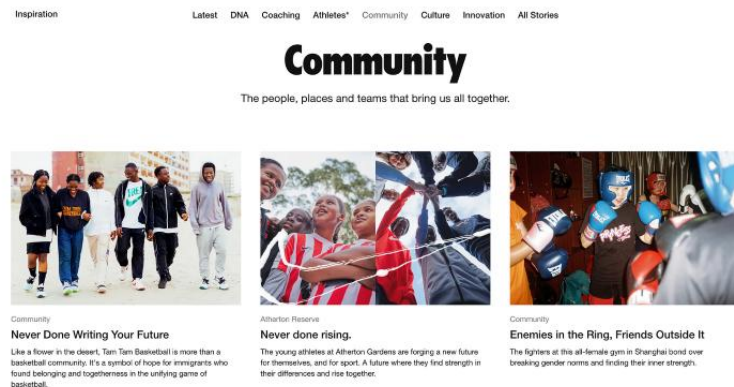 Inspiration
Latest DNA Coaching Athletes* Community Culture Innovation All Stories
Community
The people, places and teams that bring us all together.
Community
Never Done Writing Your Future
Like a flower in the desert, Tam Tam Basketball is more than a
basketball community. It's a symbol of hope for immigrants who
found belonging and togetherness in the unifying game of
basketball.
Atherton Reserve
Never done rising.
The young athletes at Atherton Gardens are forging a new future
for themselves, and for sport. A future where they find strength in
their differences and rise together.
Community
Enemies in the Ring, Friends Outside It
The fighters at this all-female gym in Shanghai bond over
breaking gender norms and finding their inner strength.